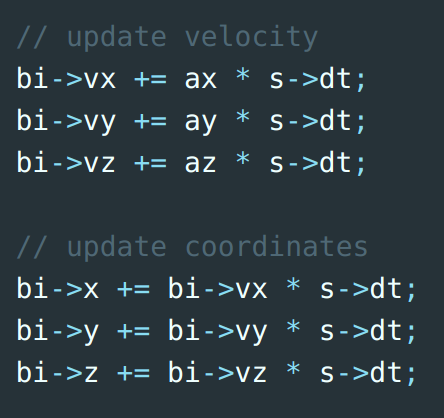 // update velocity
bi->vx += ax * s->dt;
bi->vy += ay * s->dt;
bi->vz += az * s->dt;
// update coordinates
bi->x += bi->vx * s->dt;
bi->y += bi->vy * s->dt;
bi->z += bi->vz * s->dt;